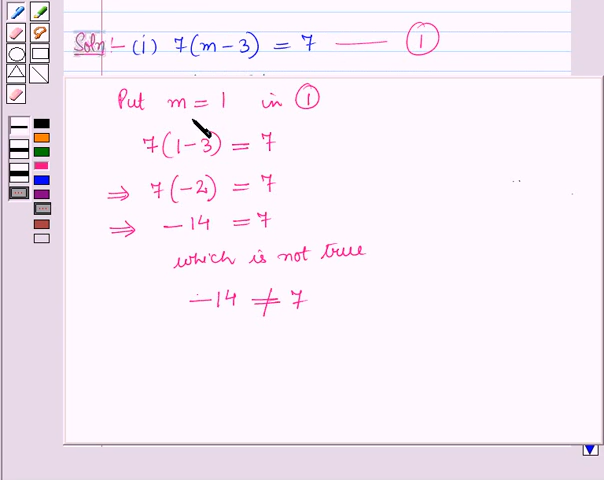 Soln:- (i) 7(m-3) = 7 —— ①
Put m = 1 in ①
7(1-3) = 7
⇒ 7(-2) = 7
⇒ -14 = 7
which is not true
-14 ≠ 7